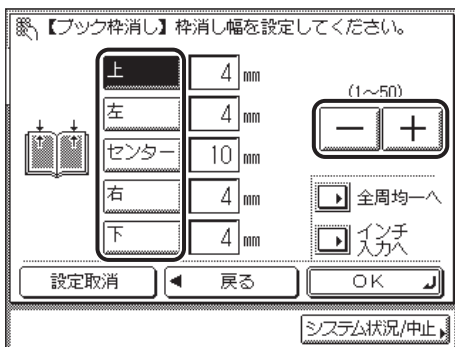 【ブック枠消し】枠消し幅を設定してください。
上 4 mm
(1～50)
左 4 mm
－ ＋
センター 10 mm
右 4 mm
全周均一へ
下 4 mm
インチ
入力へ
設定取消
◀ 戻る
OK
システム状況/中止